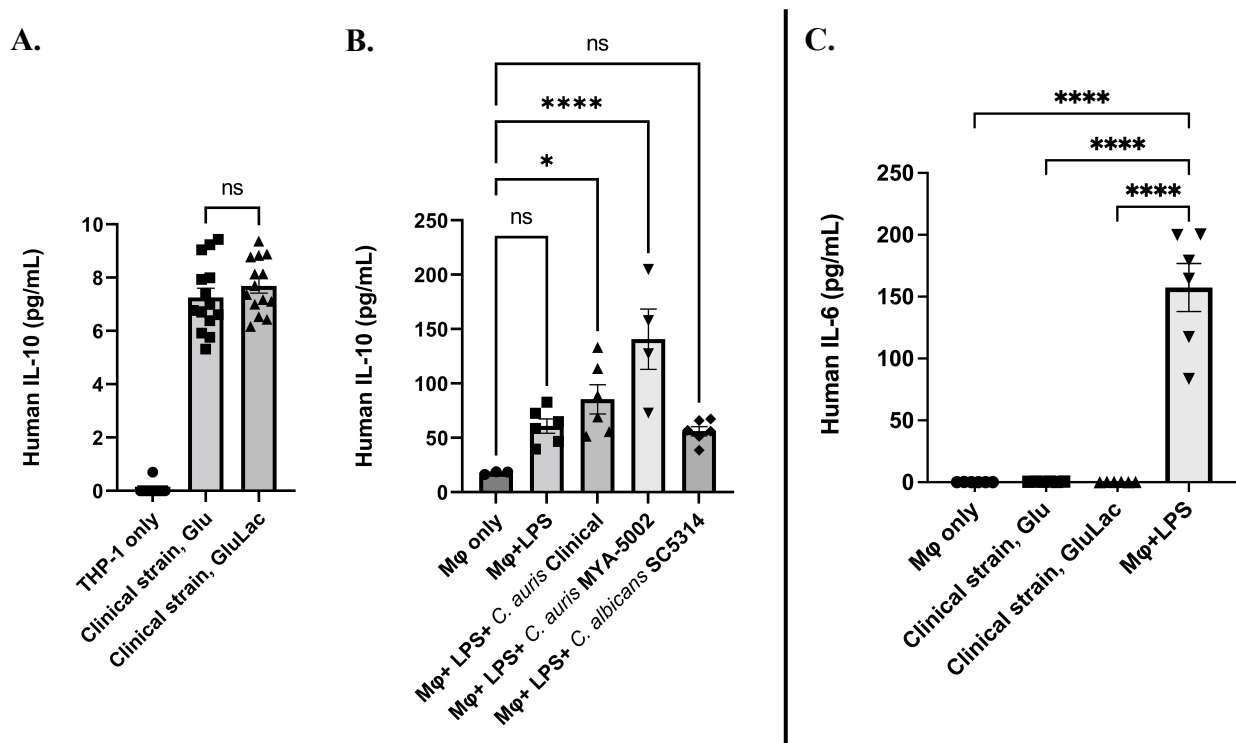 A.
Human IL-10 (pg/mL)
10
8
6
4
2
0
ns
THP-1 only
Clinical strain, Glu
Clinical strain, GluLac
B.
Human IL-10 (pg/mL)
250
200
150
100
50
0
ns
****
*
ns
Mφ only
Mφ+LPS
Mφ+ LPS+ C. auris Clinical
Mφ+ LPS+ C. auris MYA-5002
Mφ+ LPS+ C. albicans SC5314
C.
Human IL-6 (pg/mL)
250
200
150
100
50
0
****
****
****
Mφ only
Clinical strain, Glu
Clinical strain, GluLac
Mφ+LPS